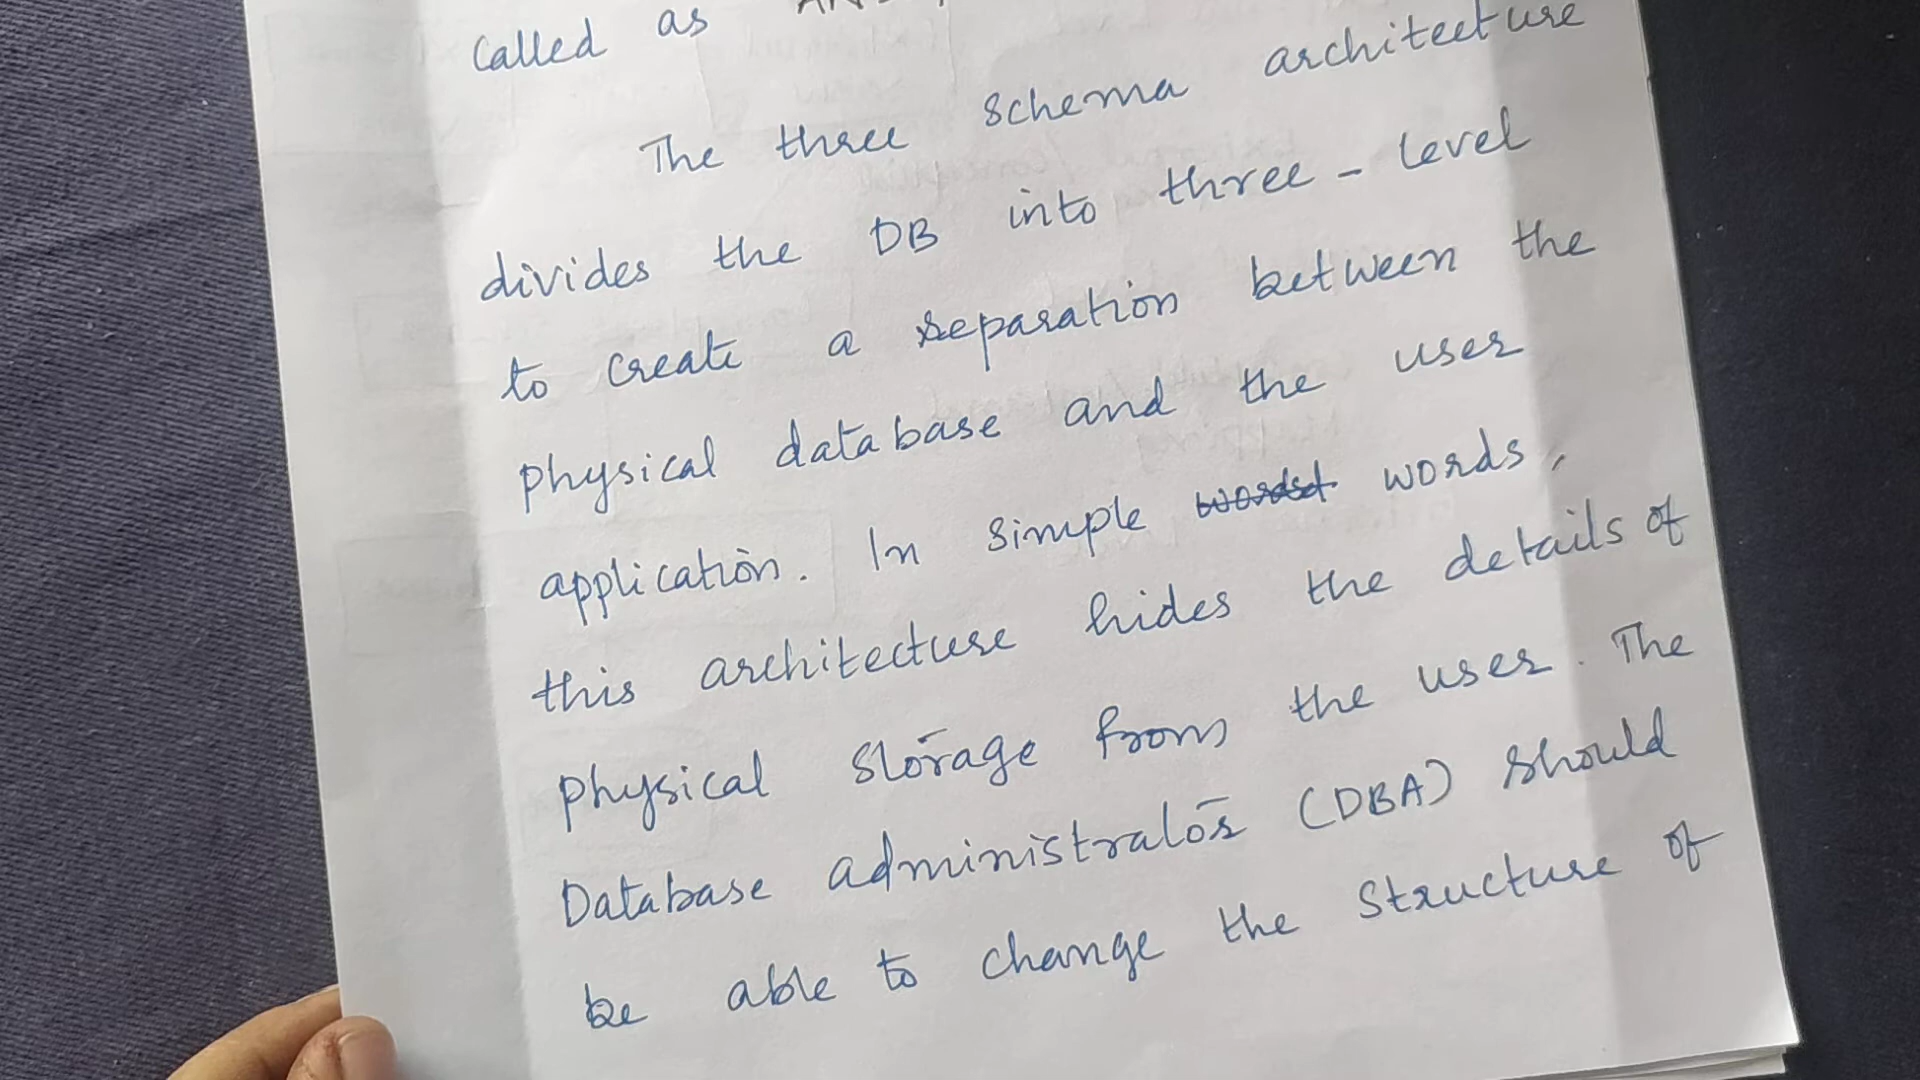 Called as
The three schema architecture
divides the DB into three - level
to create a separation between the
physical database and the user
application. In simple words,
this architecture hides the details of
physical storage from the user. The
Database administrator (DBA) should
be able to change the structure of